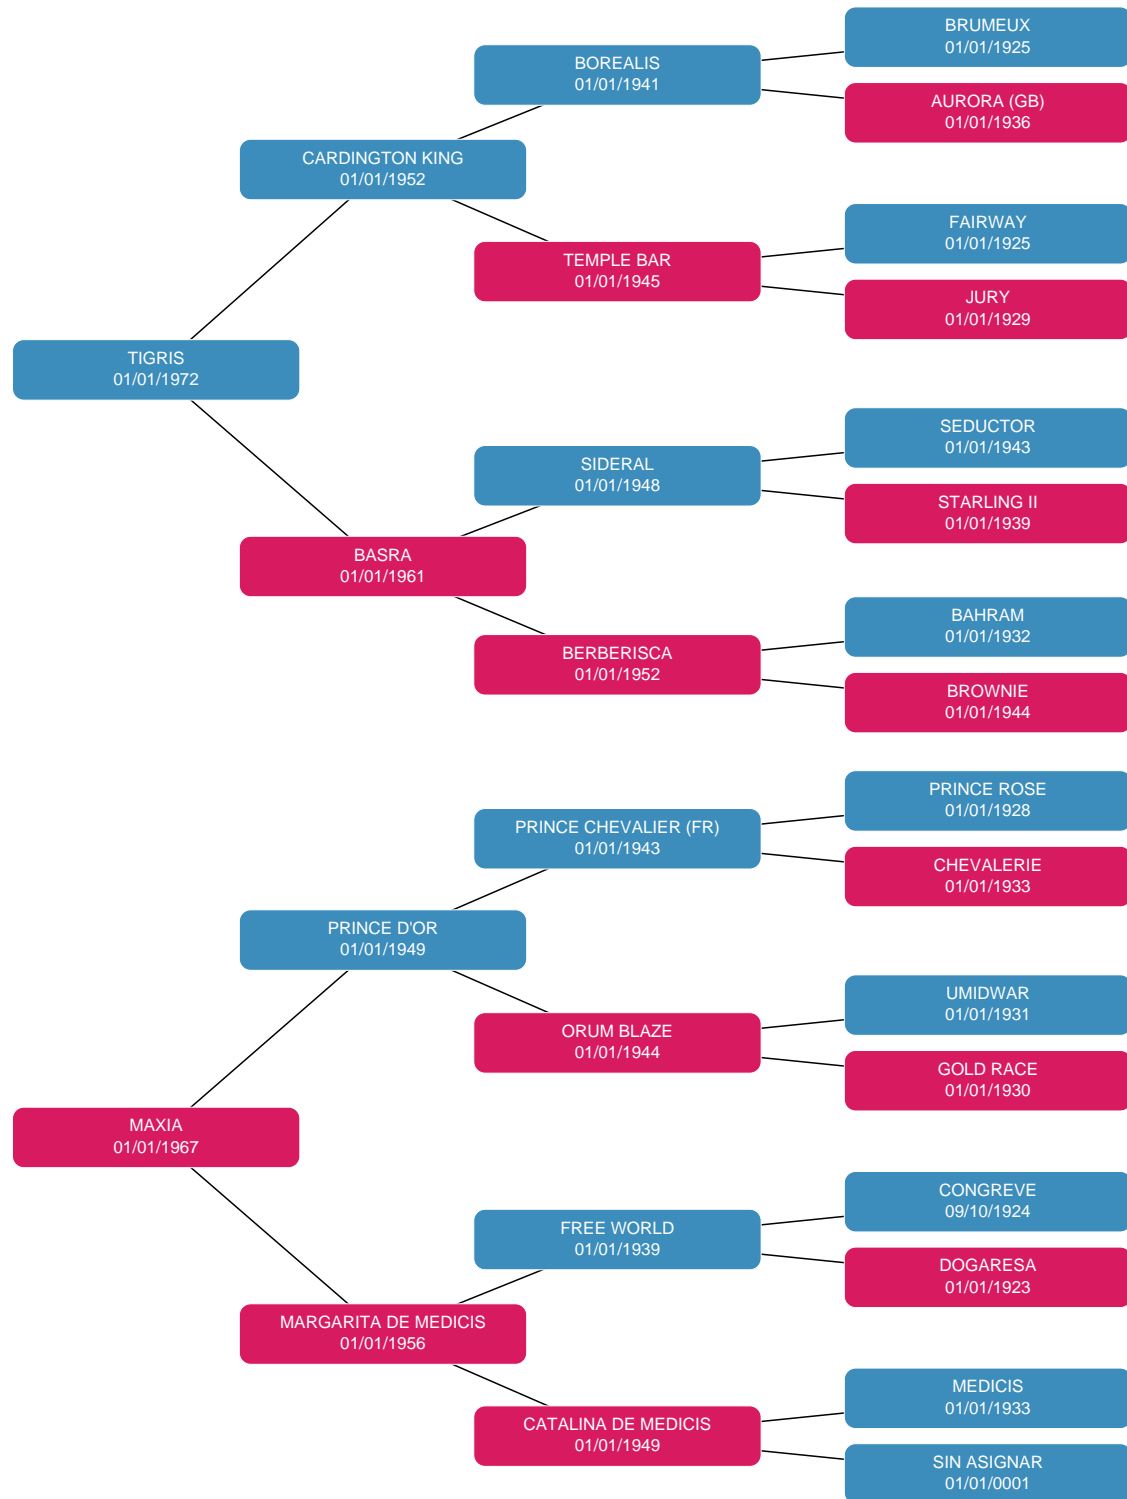 BRUMEUX
01/01/1925
BOREALIS
01/01/1941
AURORA (GB)
01/01/1936
CARDINGTON KING
01/01/1952
FAIRWAY
01/01/1925
TEMPLE BAR
01/01/1945
JURY
01/01/1929
TIGRIS
01/01/1972
SEDUCTOR
01/01/1943
SIDERAL
01/01/1948
STARLING II
01/01/1939
BASRA
01/01/1961
BAHRAM
01/01/1932
BERBERISCA
01/01/1952
BROWNIE
01/01/1944
PRINCE ROSE
01/01/1928
PRINCE CHEVALIER (FR)
01/01/1943
CHEVALERIE
01/01/1933
PRINCE D'OR
01/01/1949
UMIDWAR
01/01/1931
ORUM BLAZE
01/01/1944
GOLD RACE
01/01/1930
MAXIA
01/01/1967
CONGREVE
09/10/1924
FREE WORLD
01/01/1939
DOGARESA
01/01/1923
MARGARITA DE MEDICIS
01/01/1956
MEDICIS
01/01/1933
CATALINA DE MEDICIS
01/01/1949
SIN ASIGNAR
01/01/0001